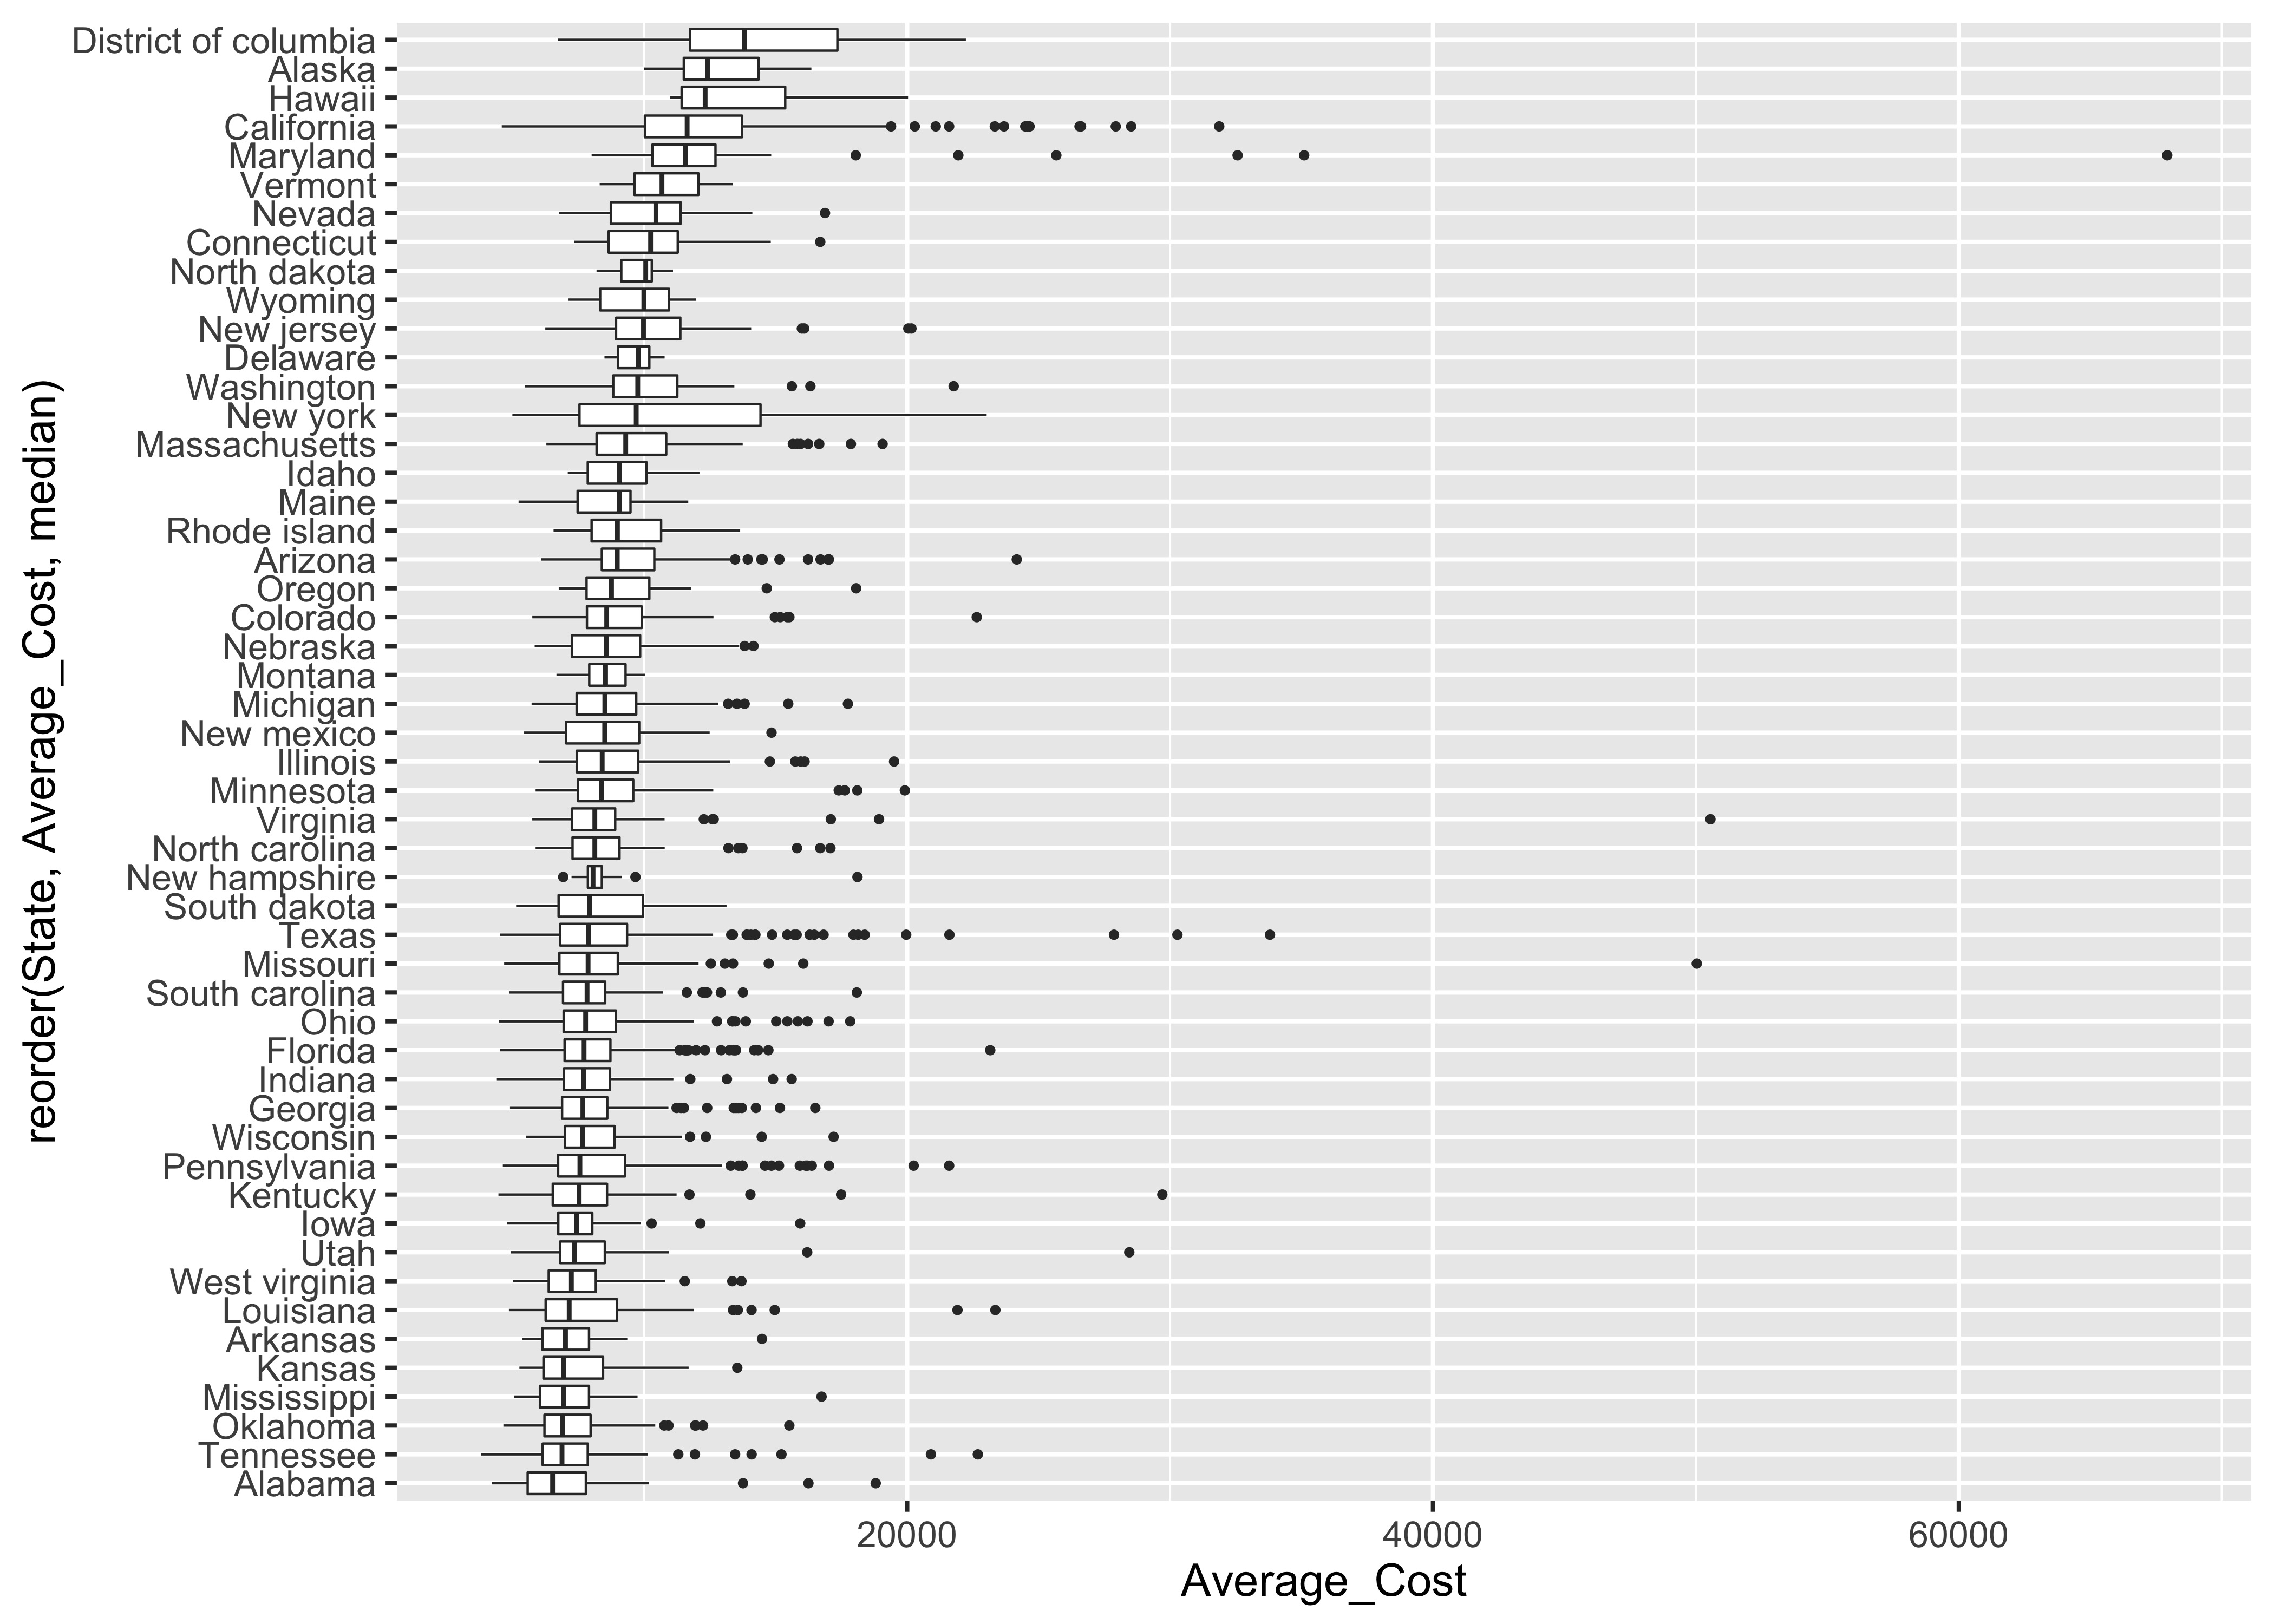 reorder(State, Average_Cost, median)
District of columbia
Alaska
Hawaii
California
Maryland
Vermont
Nevada
Connecticut
North dakota
Wyoming
New jersey
Delaware
Washington
New york
Massachusetts
Idaho
Maine
Rhode island
Arizona
Oregon
Colorado
Nebraska
Montana
Michigan
New mexico
Illinois
Minnesota
Virginia
North carolina
New hampshire
South dakota
Texas
Missouri
South carolina
Ohio
Florida
Indiana
Georgia
Wisconsin
Pennsylvania
Kentucky
Iowa
Utah
West virginia
Louisiana
Arkansas
Kansas
Mississippi
Oklahoma
Tennessee
Alabama
20000 40000 60000
Average_Cost